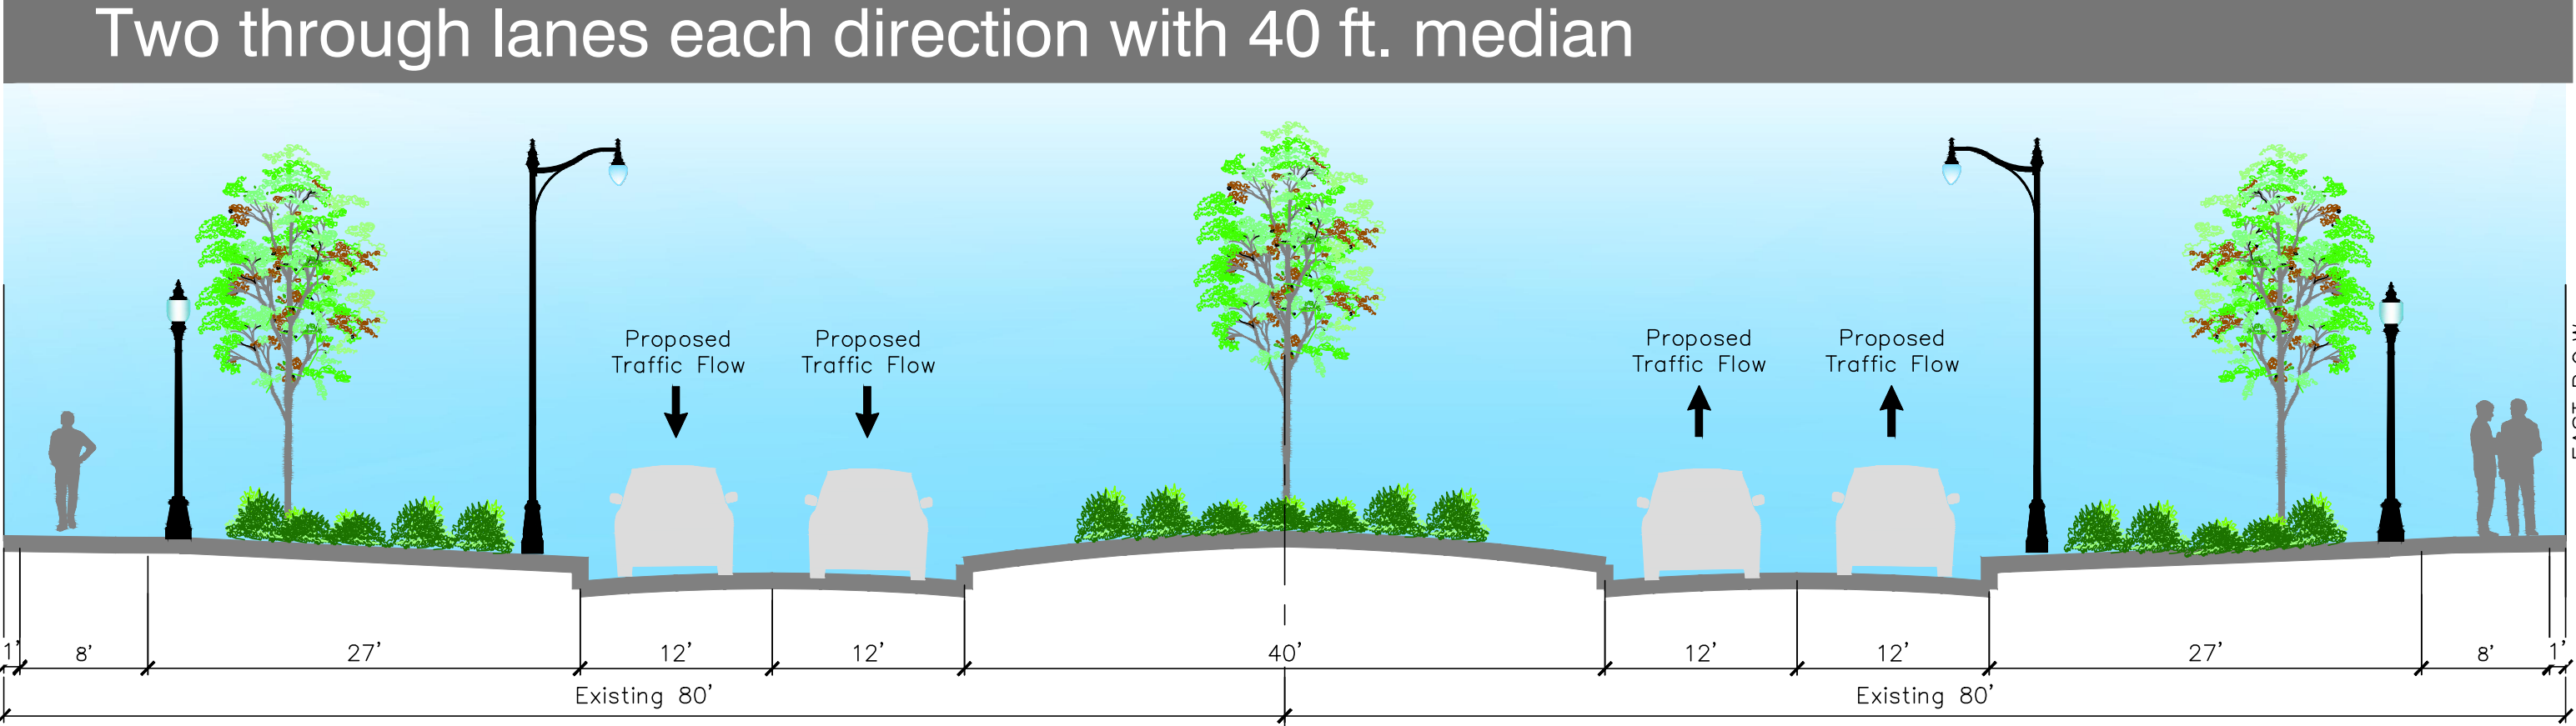 Two through lanes each direction with 40 ft. median
Proposed
Traffic Flow
Proposed
Traffic Flow
Proposed
Traffic Flow
Proposed
Traffic Flow
1'
8'
27'
12'
12'
40'
12'
12'
27'
8'
1'
Existing 80'
Existing 80'